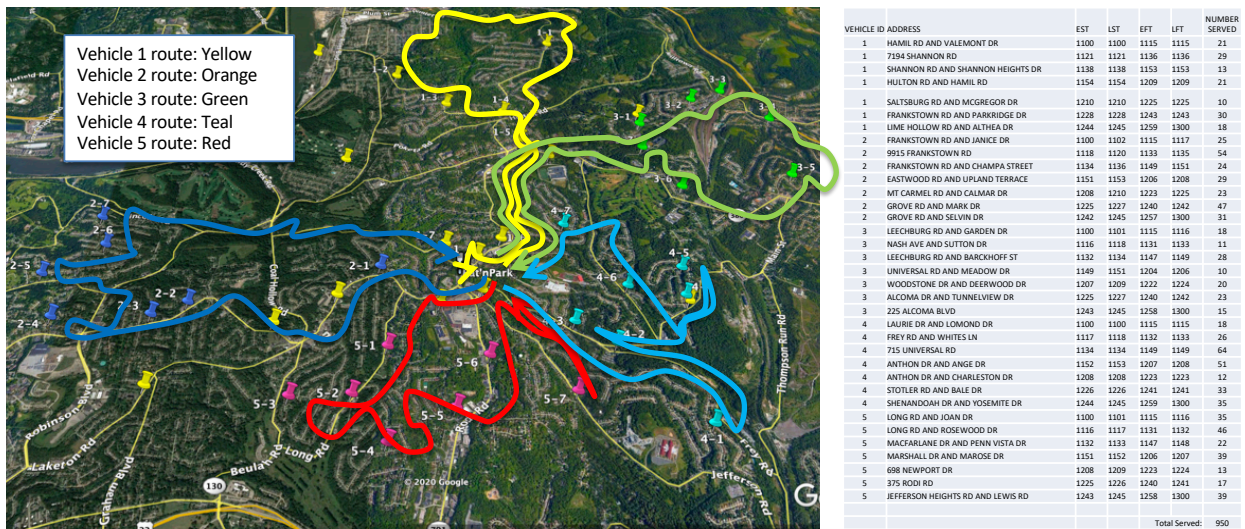 Vehicle 1 route: Yellow
Vehicle 2 route: Orange
Vehicle 3 route: Green
Vehicle 4 route: Teal
Vehicle 5 route: Red
1-1
1-2
1-3
1-4
1-5
3-1
3-2
3-3
3-5
3-6
2-7
2-6
2-5
2-4
2-3
2-2
2-1
4-7
4-6
4-5
4-3
4-2
4-1
5-1
5-2
5-3
5-4
5-5
5-6
5-7
Robinson Blvd
Laketon Rd
Graham Blvd
Beulah Rd
Long Rd
130
© 2020 Google
Thompson Run Rd
Frey Rd
Jefferson Rd
G
VEHICLE ID ADDRESS EST LST EFT LFT NUMBER SERVED
1 HAMIL RD AND VALEMONT DR 1100 1100 1115 1115 21
1 7194 SHANNON RD 1121 1121 1136 1136 29
1 SHANNON RD AND SHANNON HEIGHTS DR 1138 1138 1153 1153 13
1 HULTON RD AND HAMIL RD 1154 1154 1209 1209 21
1 SALTSBURG RD AND MCGREGOR DR 1210 1210 1225 1225 10
1 FRANKSTOWN RD AND PARKRIDGE DR 1228 1228 1243 1243 30
1 LIME HOLLOW RD AND ALTHEA DR 1244 1245 1259 1300 18
2 FRANKSTOWN RD AND JANICE DR 1100 1102 1115 1117 25
2 9915 FRANKSTOWN RD 1118 1120 1133 1135 54
2 FRANKSTOWN RD AND CHAMPA STREET 1134 1136 1149 1151 24
2 EASTWOOD RD AND UPLAND TERRACE 1151 1153 1206 1208 29
2 MT CARMEL RD AND CALMAR DR 1208 1210 1223 1225 23
2 GROVE RD AND MARK DR 1225 1227 1240 1242 47
2 GROVE RD AND SELVIN DR 1242 1245 1257 1300 31
3 LEECHBURG RD AND GARDEN DR 1100 1101 1115 1116 18
3 NASH AVE AND SUTTON DR 1116 1118 1131 1133 11
3 LEECHBURG RD AND BARCKHOFF ST 1132 1134 1147 1149 28
3 UNIVERSAL RD AND MEADOW DR 1149 1151 1204 1206 10
3 WOODSTONE DR AND DEERWOOD DR 1207 1209 1222 1224 20
3 ALCOMA DR AND TUNNELVIEW DR 1225 1227 1240 1242 23
3 225 ALCOMA BLVD 1243 1245 1258 1300 15
4 LAURIE DR AND LOMOND DR 1100 1100 1115 1115 18
4 FREY RD AND WHITES LN 1117 1118 1132 1133 26
4 715 UNIVERSAL RD 1134 1134 1149 1149 64
4 ANTHON DR AND ANGE DR 1152 1153 1207 1208 51
4 ANTHON DR AND CHARLESTON DR 1208 1208 1223 1223 12
4 STOTLER RD AND BALE DR 1226 1226 1241 1241 33
4 SHENANDOAH DR AND YOSEMITE DR 1244 1245 1259 1300 35
5 LONG RD AND JOAN DR 1100 1101 1115 1116 35
5 LONG RD AND ROSEWOOD DR 1116 1117 1131 1132 46
5 MACFARLANE DR AND PENN VISTA DR 1132 1133 1147 1148 22
5 MARSHALL DR AND MAROSE DR 1151 1152 1206 1207 39
5 698 NEWPORT DR 1208 1209 1223 1224 13
5 375 RODI RD 1225 1226 1240 1241 17
5 JEFFERSON HEIGHTS RD AND LEWIS RD 1243 1245 1258 1300 39
Total Served: 950